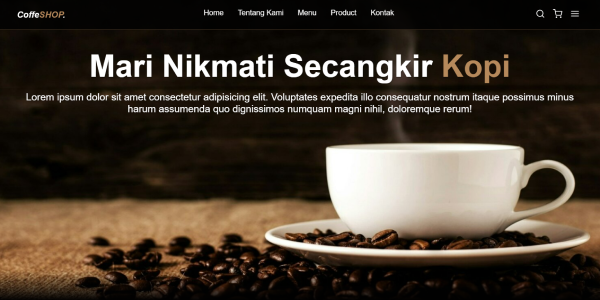 CoffeSHOP.
Home Tentang Kami Menu Product Kontak
Mari Nikmati Secangkir Kopi
Lorem ipsum dolor sit amet consectetur adipisicing elit. Voluptates expedita illo consequatur nostrum itaque possimus minus
harum assumenda quo dignissimos numquam magni nihil, doloremque rerum!